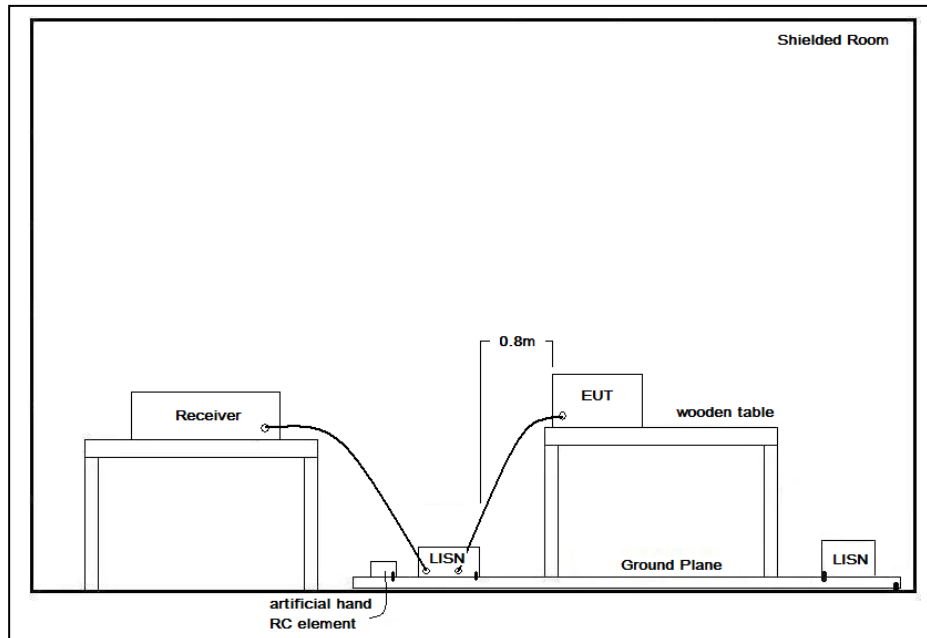 Shielded Room
0.8m
EUT
Receiver
wooden table
LISN
Ground Plane
LISN
artificial hand
RC element